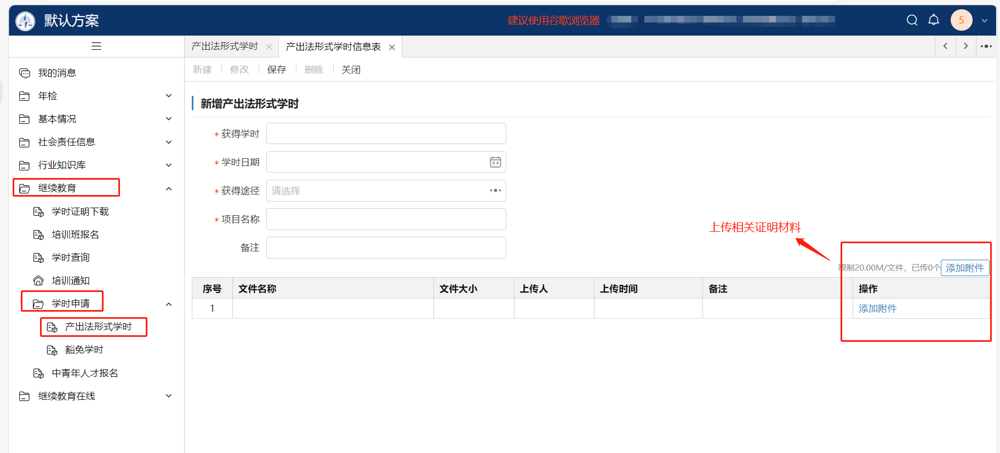 默认方案
建议使用谷歌浏览器
5
产出法形式学时
产出法形式学时信息表
新建
修改
保存
删除
关闭
我的消息
年检
基本情况
社会责任信息
行业知识库
继续教育
学时证明下载
培训班报名
学时查询
培训通知
学时申请
产出法形式学时
豁免学时
中青年人才报名
继续教育在线
新增产出法形式学时
* 获得学时
* 学时日期
* 获得途径 请选择
* 项目名称
备注
上传相关证明材料
限制20.00M/文件，已传0个 添加附件
序号 文件名称 文件大小 上传人 上传时间 备注 操作
1 添加附件